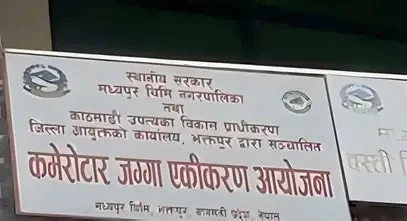 स्थानीय सरकार
मध्यपुर थिमि नगरपालिका
तथा
काठमाडौं उपत्यका विकास प्राधिकरण
जिल्ला आयुक्तको कार्यालय, भक्तपुर द्वारा सञ्चालित
कमेरोटार जग्गा एकीकरण आयोजना
मध्यपुर थिमि, भक्तपुर, बागमती प्रदेश, नेपाल